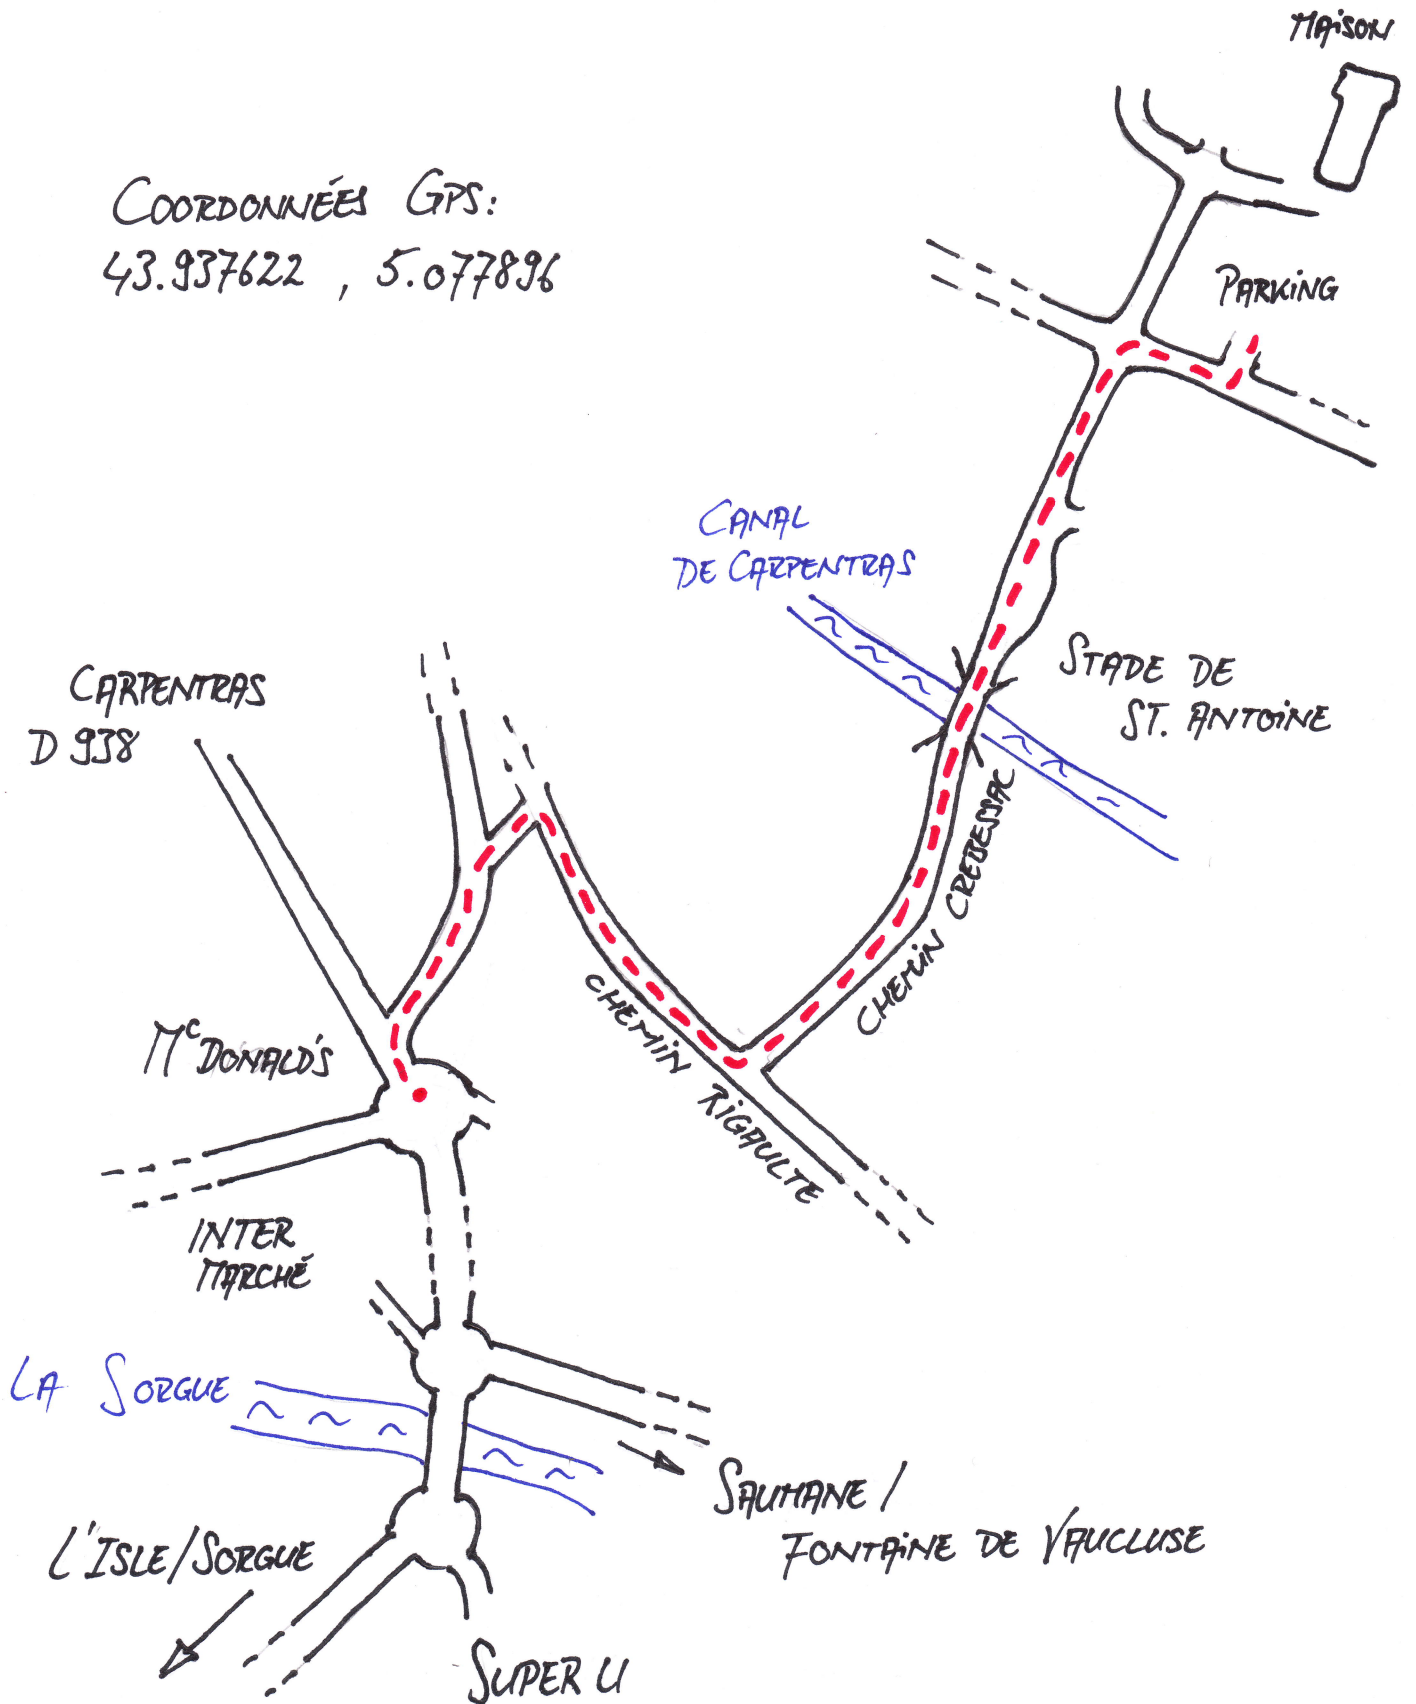 MAISON
COORDONNÉES GPS:
43.937622 , 5.077896
PARKING
CANAL
DE CARPENTRAS
STADE DE
ST. ANTOINE
CARPENTRAS
D 938
CHEMIN CREBESSAC
CHEMIN RIGAULTE
McDONALD'S
INTER
MARCHÉ
LA SORGUE
SAUMANE /
FONTAINE DE VAUCLUSE
L'ISLE/SORGUE
SUPER U